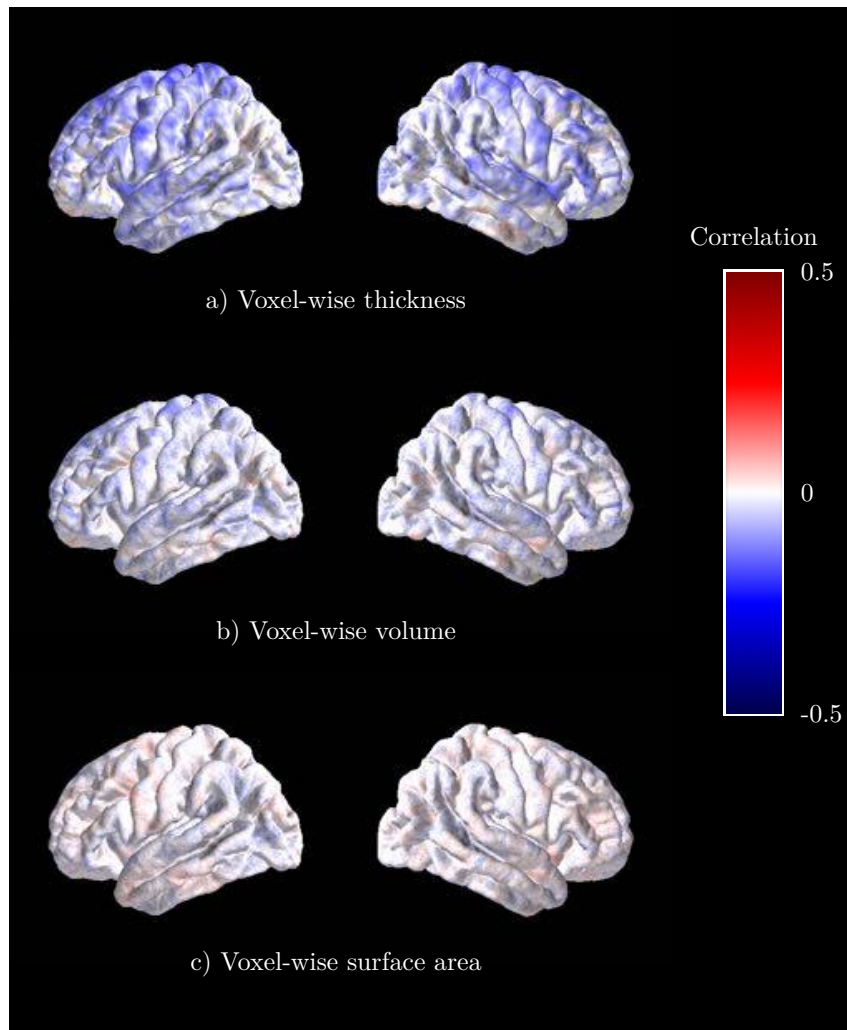 Correlation
0.5
a) Voxel-wise thickness
0
b) Voxel-wise volume
-0.5
c) Voxel-wise surface area